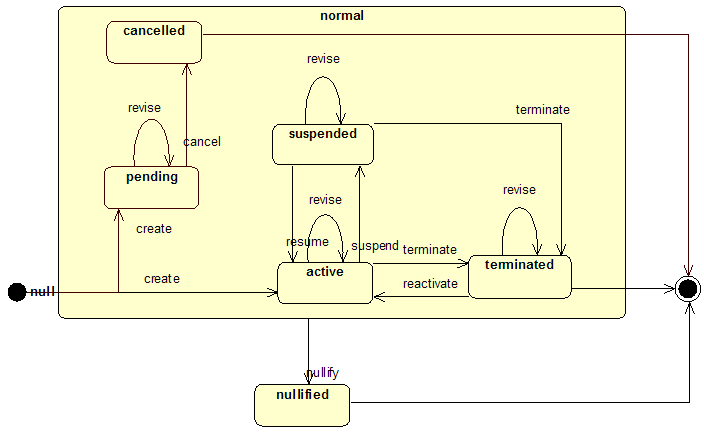 normal
cancelled
revise
terminate
revise
suspended
cancel
pending
revise
revise
create
resume
suspend
terminate
active
terminated
create
reactivate
null
nullify
nullified